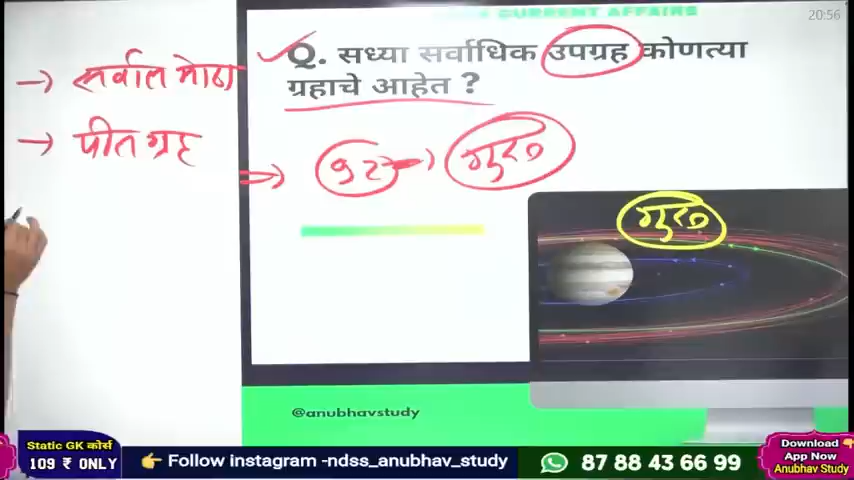 CURRENT AFFAIRS
20:56
Q. सध्या सर्वाधिक उपग्रह कोणत्या
ग्रहाचे आहेत ?
→ सर्वात मोठा
→ पीत ग्रह
⇒ ९२ → गुरु
गुरु
@anubhavstudy
Static GK कोर्स
109 ₹ ONLY
Follow instagram -ndss_anubhav_study
87 88 43 66 99
Download
App Now
Anubhav Study